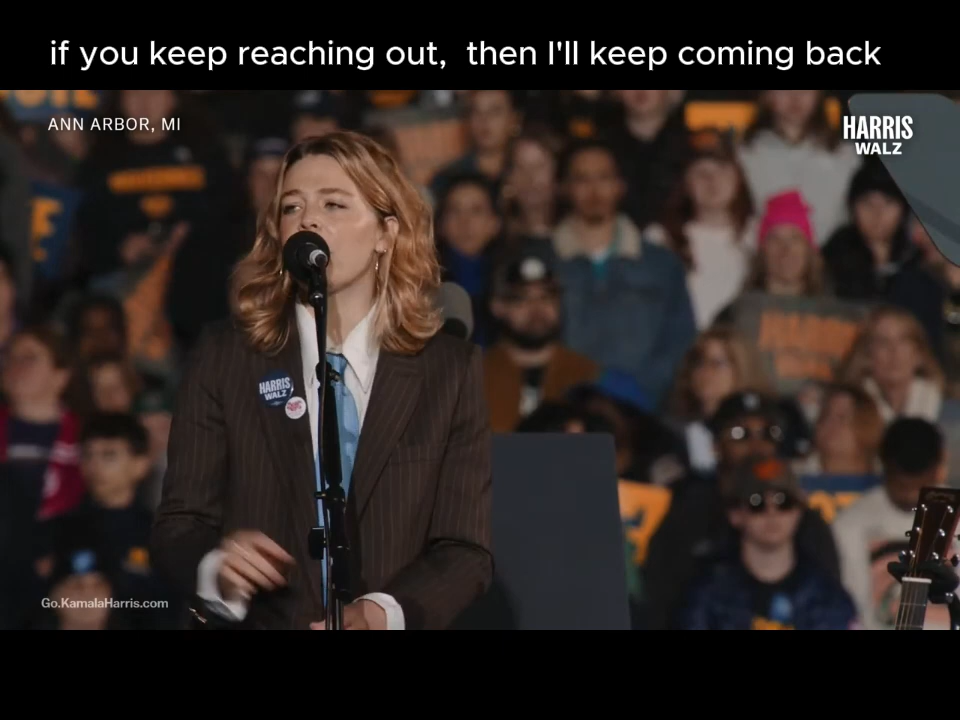 if you keep reaching out, then I'll keep coming back
ANN ARBOR, MI
HARRIS
WALZ
HARRIS
WALZ
Go.KamalaHarris.com